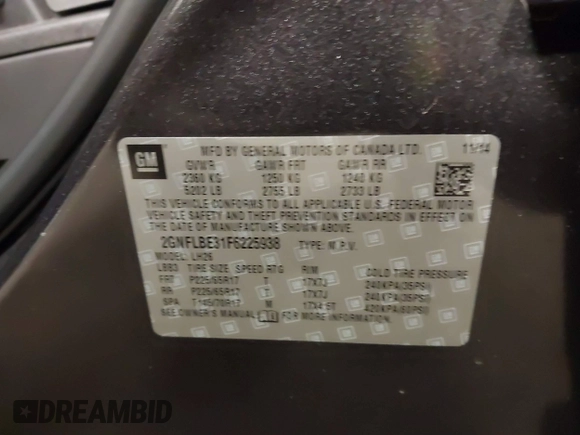 GM
MFD BY GENERAL MOTORS OF CANADA LTD. 11/14
GVWR GAWR FRT GAWR RR
2360 KG 1250 KG 1240 KG
5202 LB 2755 LB 2733 LB
THIS VEHICLE CONFORMS TO ALL APPLICABLE U.S. FEDERAL MOTOR
VEHICLE SAFETY AND THEFT PREVENTION STANDARDS IN EFFECT ON
THE DATE OF MANUFACTURE SHOWN ABOVE.
2GNFLBE31F6225938 TYPE: M.P.V.
MODEL: LH26
LBB3 TIRE SIZE SPEED RTG RIM COLD TIRE PRESSURE
FRT P225/65R17 T 17X7J 240KPA(35PSI)
RR P225/65R17 T 17X7J 240KPA(35PSI)
SPA T145/70R17 M 17X4.5T 420KPA(60PSI)
SEE OWNER'S MANUAL
DREAMBID